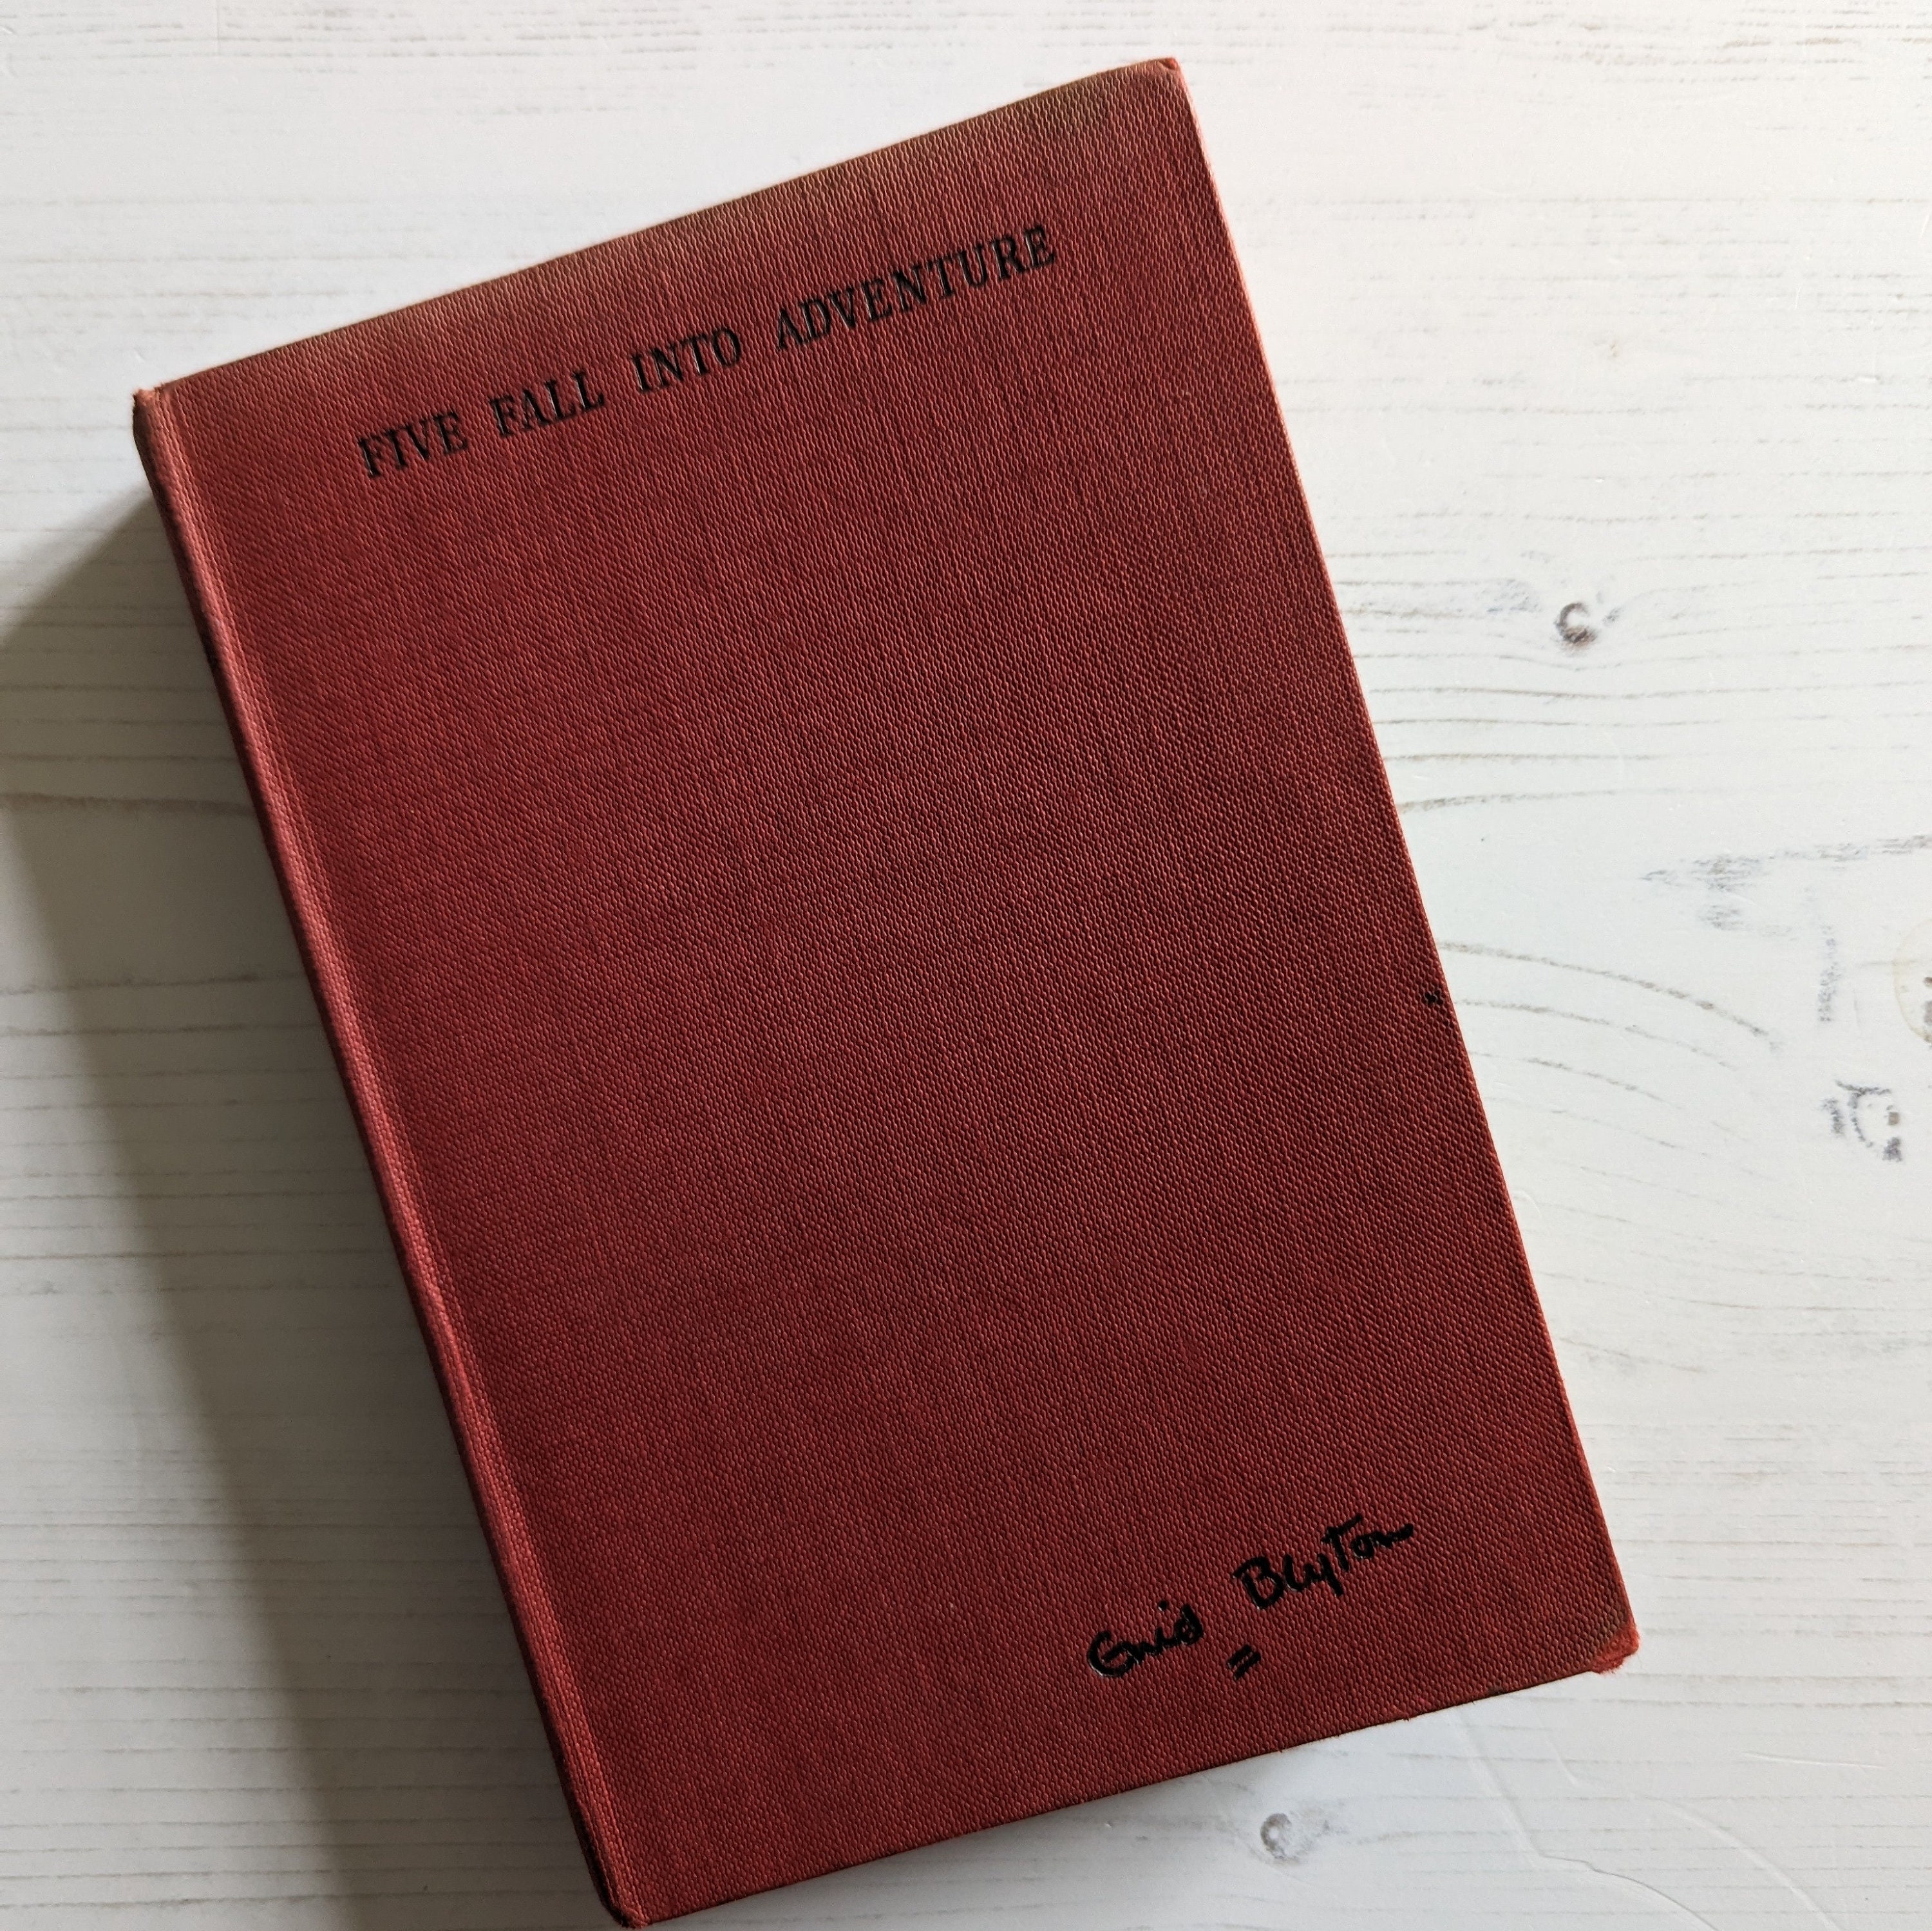 FIVE FALL INTO ADVENTURE
Enid Blyton